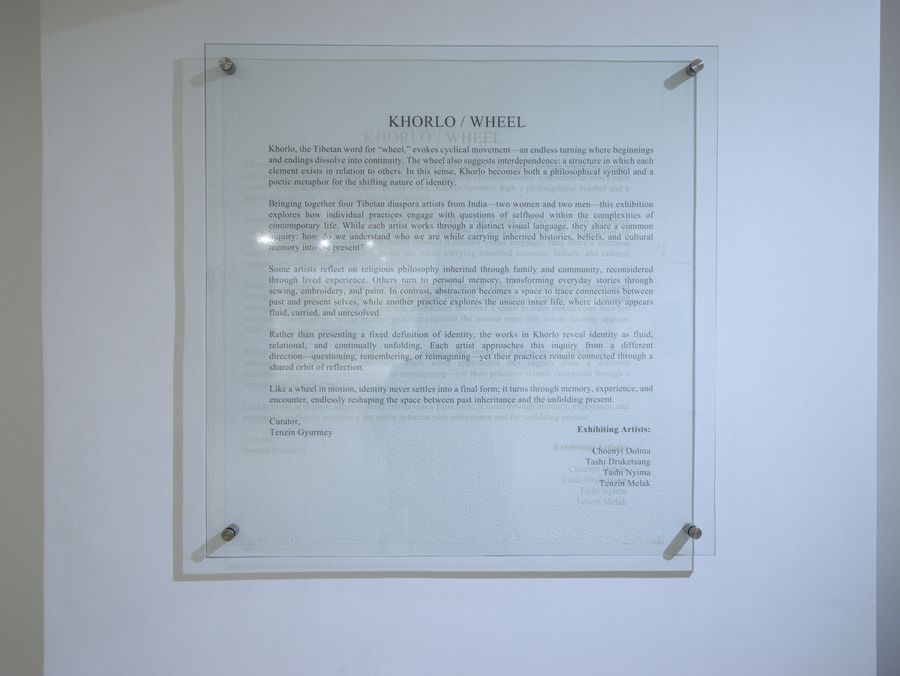 KHORLO / WHEEL
Khorlo, the Tibetan word for “wheel,” evokes cyclical movement—an endless turning where beginnings
and endings dissolve into continuity. The wheel also suggests interdependence: a structure in which each
element exists in relation to others. In this sense, Khorlo becomes both a philosophical symbol and a
poetic metaphor for the shifting nature of identity.
Bringing together four Tibetan diaspora artists from India—two women and two men—this exhibition
explores how individual practices engage with questions of selfhood within the complexities of
contemporary life. While each artist works through a distinct visual language, they share a common
inquiry: how do we understand who we are while carrying inherited histories, beliefs, and cultural
memory into the present?
Some artists reflect on religious philosophy inherited through family and community, reconsidered
through lived experience. Others turn to personal memory, transforming everyday stories through
sewing, embroidery, and paint. In contrast, abstraction becomes a space to trace connections between
past and present selves, while another practice explores the unseen inner life, where identity appears
fluid, carried, and unresolved.
Rather than presenting a fixed definition of identity, the works in Khorlo reveal identity as fluid,
relational, and continually unfolding. Each artist approaches this inquiry from a different
direction—questioning, remembering, or reimagining—yet their practices remain connected through a
shared orbit of reflection.
Like a wheel in motion, identity never settles into a final form; it turns through memory, experience, and
encounter, endlessly reshaping the space between past inheritance and the unfolding present.
Curator,
Tenzin Gyurmey
Exhibiting Artists:
Choenyi Dolma
Tashi Druketsang
Tashi Nyima
Tenzin Melak